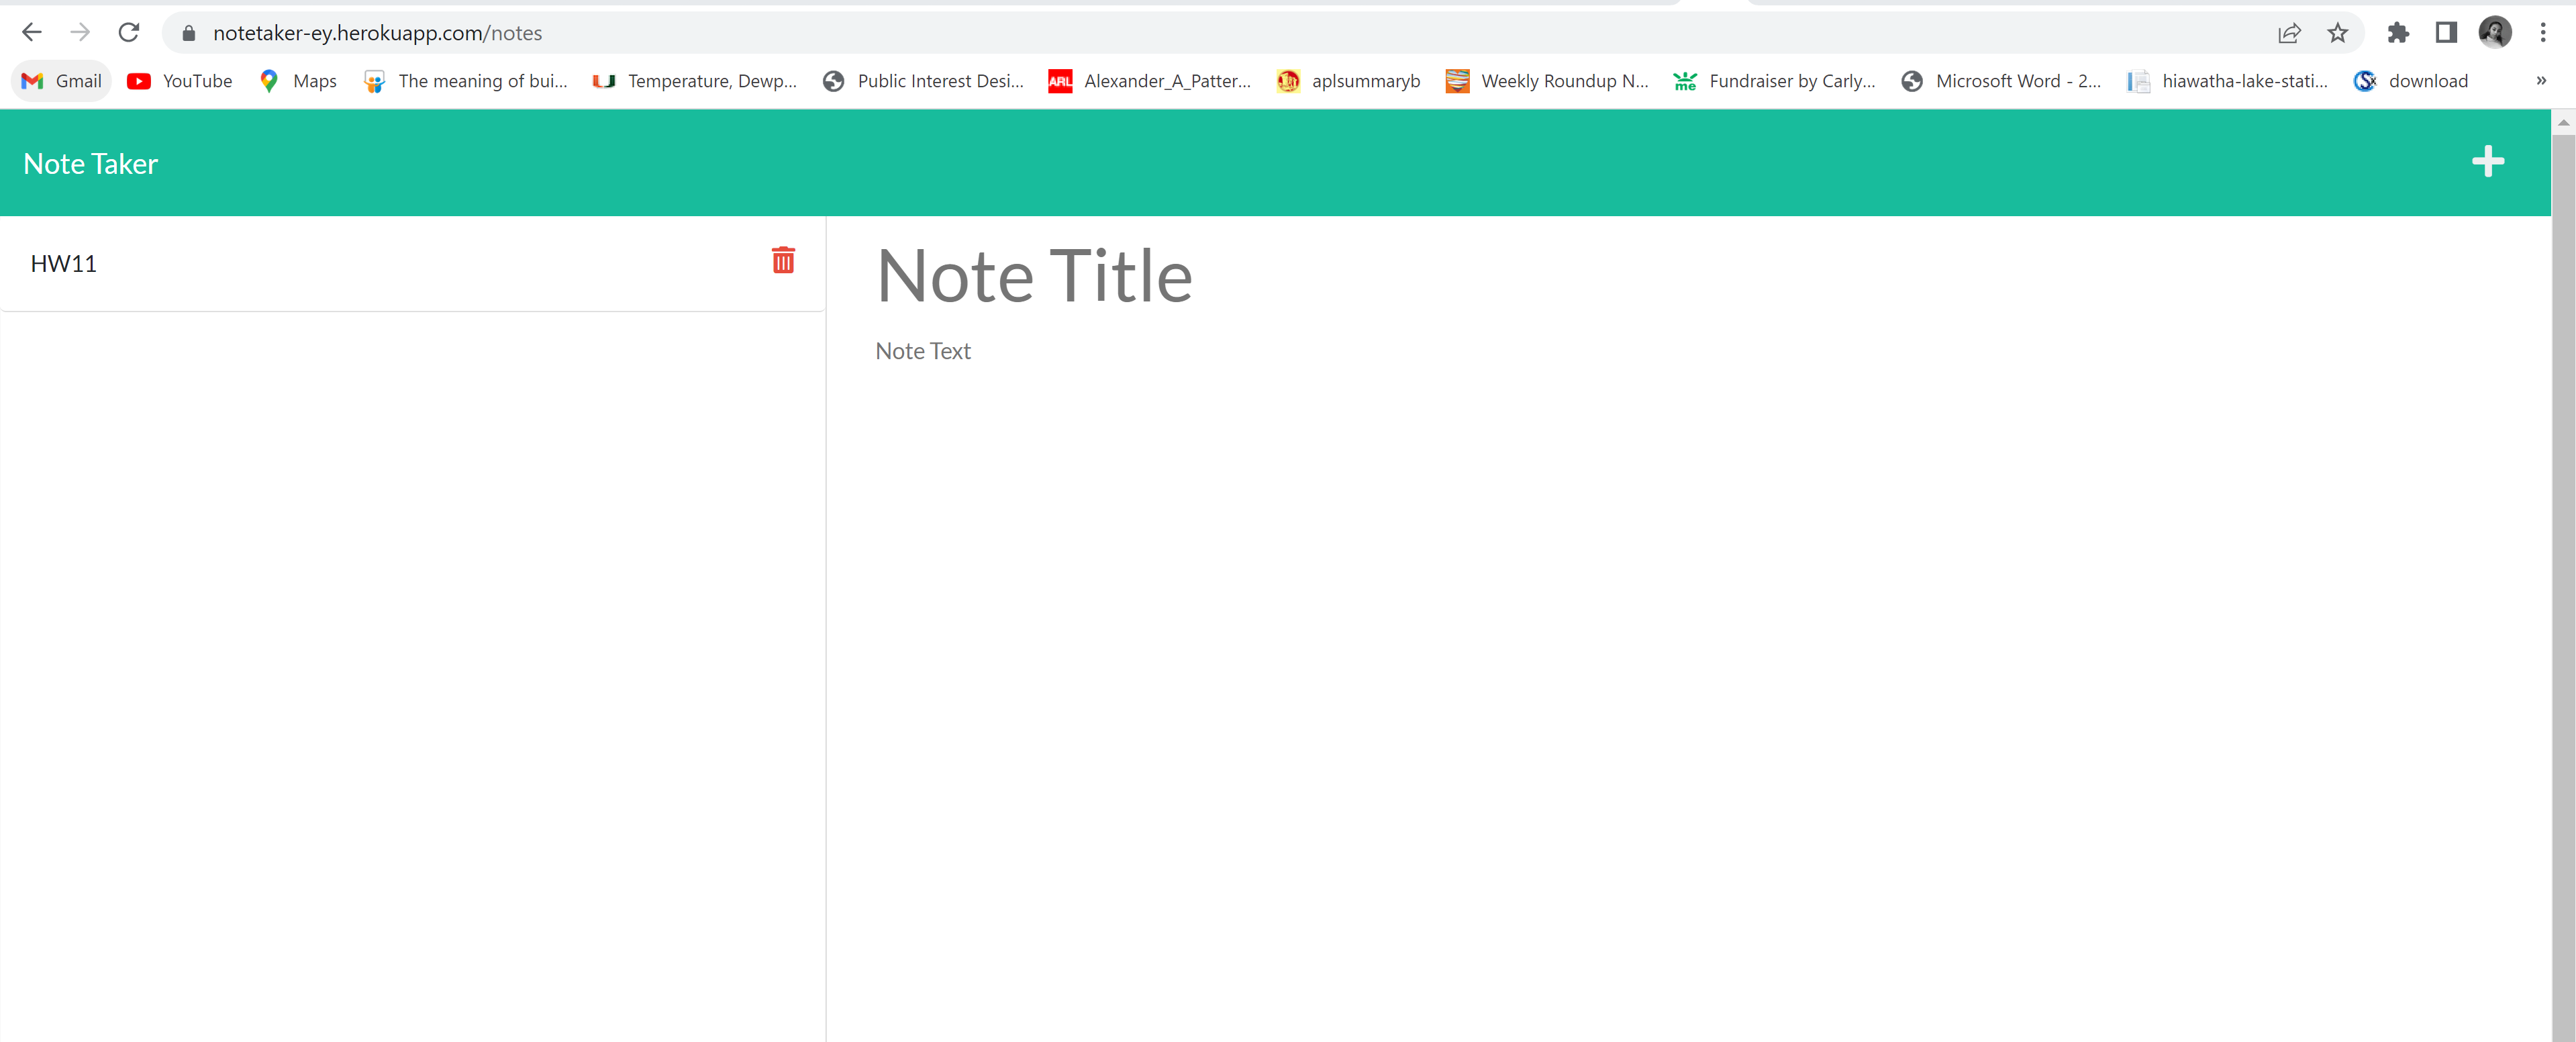 notetaker-ey.herokuapp.com/notes
Gmail YouTube Maps The meaning of bui... Temperature, Dewp... Public Interest Desi... ARL Alexander_A_Patter... aplsummaryb Weekly Roundup N... me Fundraiser by Carly... Microsoft Word - 2... hiawatha-lake-stati... download »
Note Taker
HW11
Note Title
Note Text